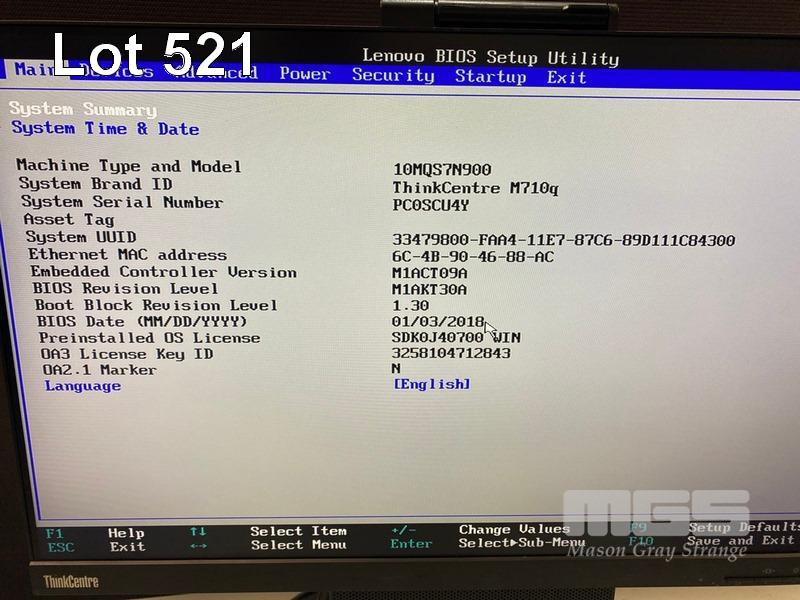 Lot 521
Lenovo BIOS Setup Utility
Main Devices Advanced Power Security Startup Exit
System Summary
System Time & Date
Machine Type and Model 10MQS7N900
System Brand ID ThinkCentre M710q
System Serial Number PC0SCU4Y
Asset Tag
System UUID 33479800-FAA4-11E7-87C6-89D111C84300
Ethernet MAC address 6C-4B-90-46-88-AC
Embedded Controller Version M1ACT09A
BIOS Revision Level M1AKT30A
Boot Block Revision Level 1.30
BIOS Date (MM/DD/YYYY) 01/03/2018
Preinstalled OS License SDK0J40700 WIN
OA3 License Key ID 3258104712843
OA2.1 Marker N
Language [English]
F1 Help ↑↓ Select Item +/- Change Values F9 Setup Defaults
ESC Exit ↔ Select Menu Enter Select▶Sub-Menu F10 Save and Exit
MGS
Mason Gray Strange
ThinkCentre